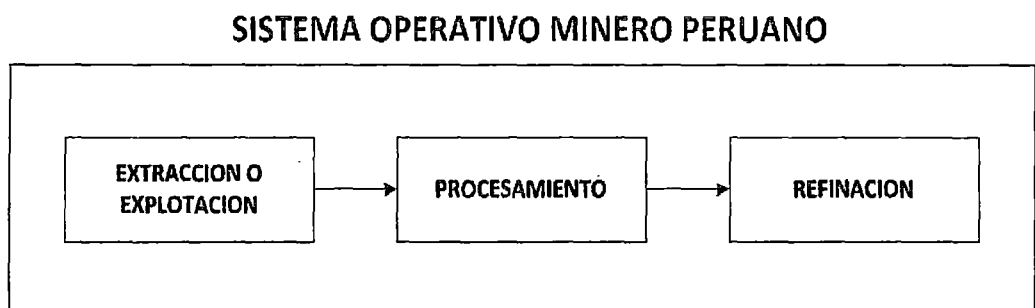 SISTEMA OPERATIVO MINERO PERUANO
EXTRACCION O
EXPLOTACION
PROCESAMIENTO
REFINACION